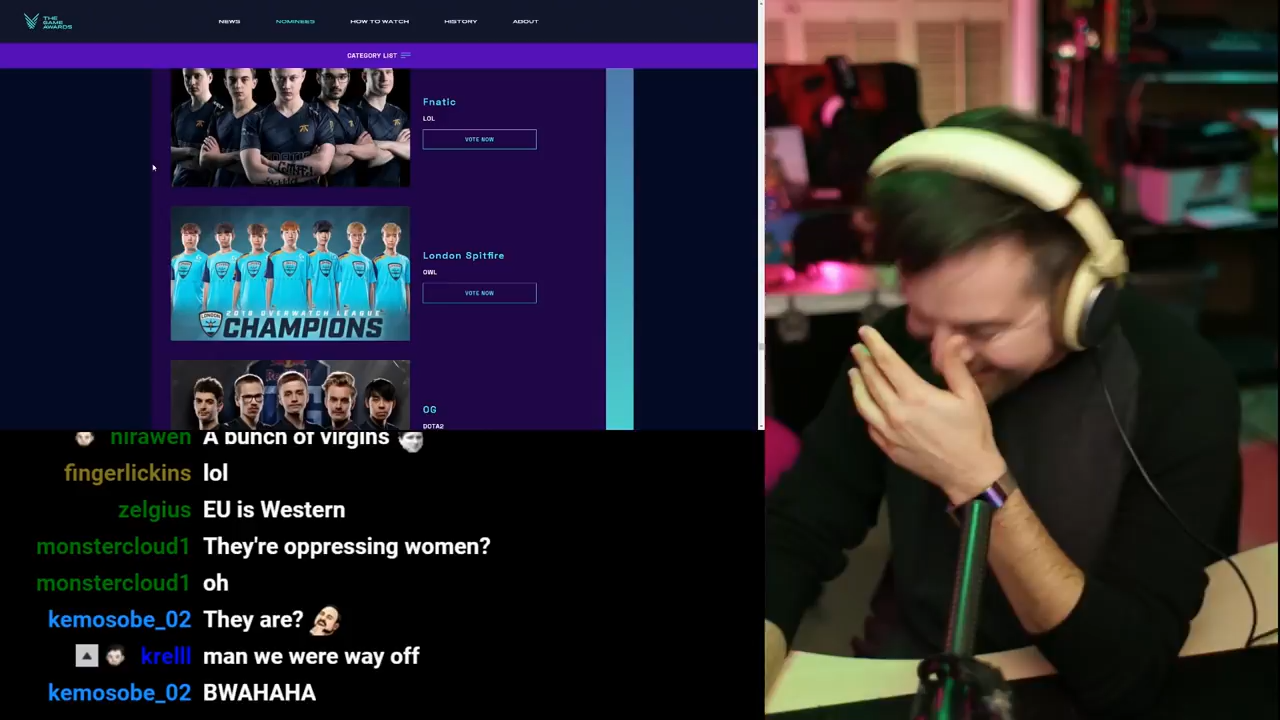 THE
GAME
AWARDS
NEWS
NOMINEES
HOW TO WATCH
HISTORY
ABOUT
CATEGORY LIST
Fnatic
LOL
VOTE NOW
London Spitfire
OWL
VOTE NOW
2018 OVERWATCH LEAGUE
LONDON
CHAMPIONS
OG
DOTA2
nirawen A bunch of virgins
fingerlickins lol
zelgius EU is Western
monstercloud1 They're oppressing women?
monstercloud1 oh
kemosobe_02 They are?
krelll man we were way off
kemosobe_02 BWAHAHA